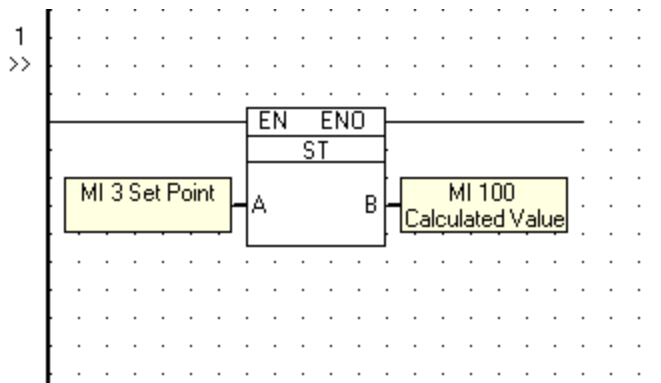 1
>>
EN ENO
ST
MI 3 Set Point
A B
MI 100
Calculated Value